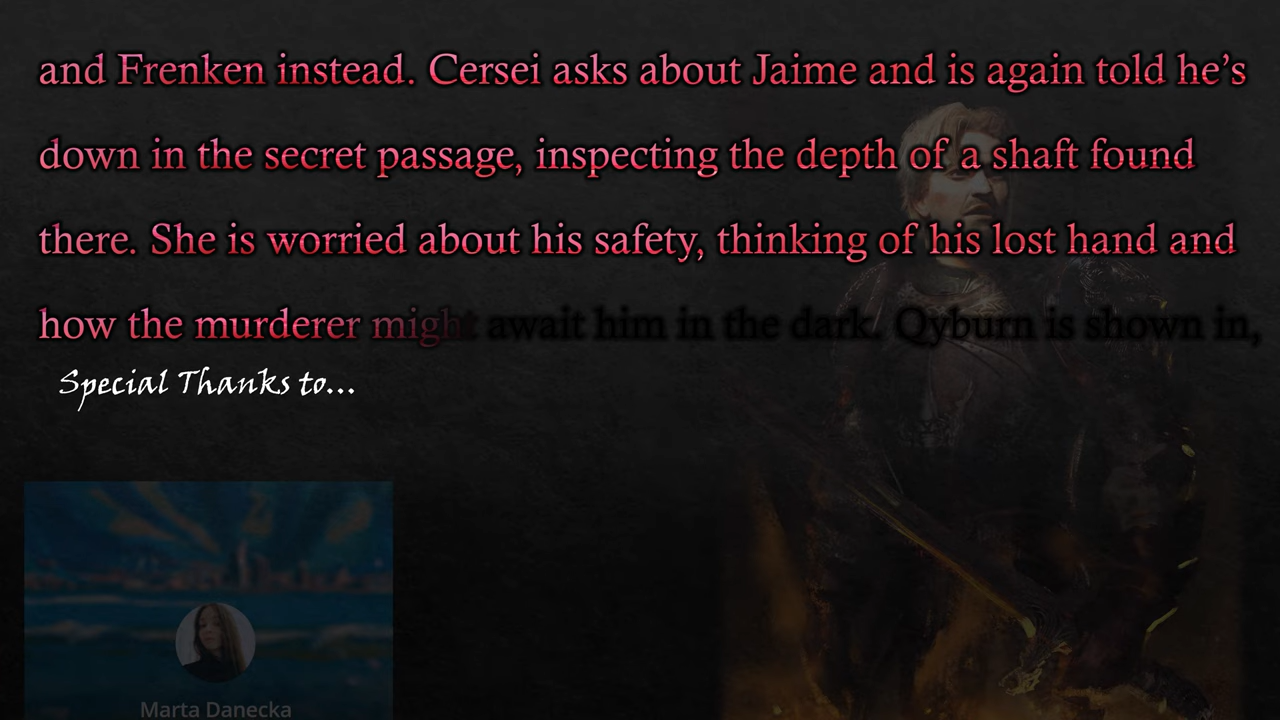 and Frenken instead. Cersei asks about Jaime and is again told he’s
down in the secret passage, inspecting the depth of a shaft found
there. She is worried about his safety, thinking of his lost hand and
how the murderer might await him in the dark. Qyburn is shown in,
Special Thanks to...
Marta Danecka